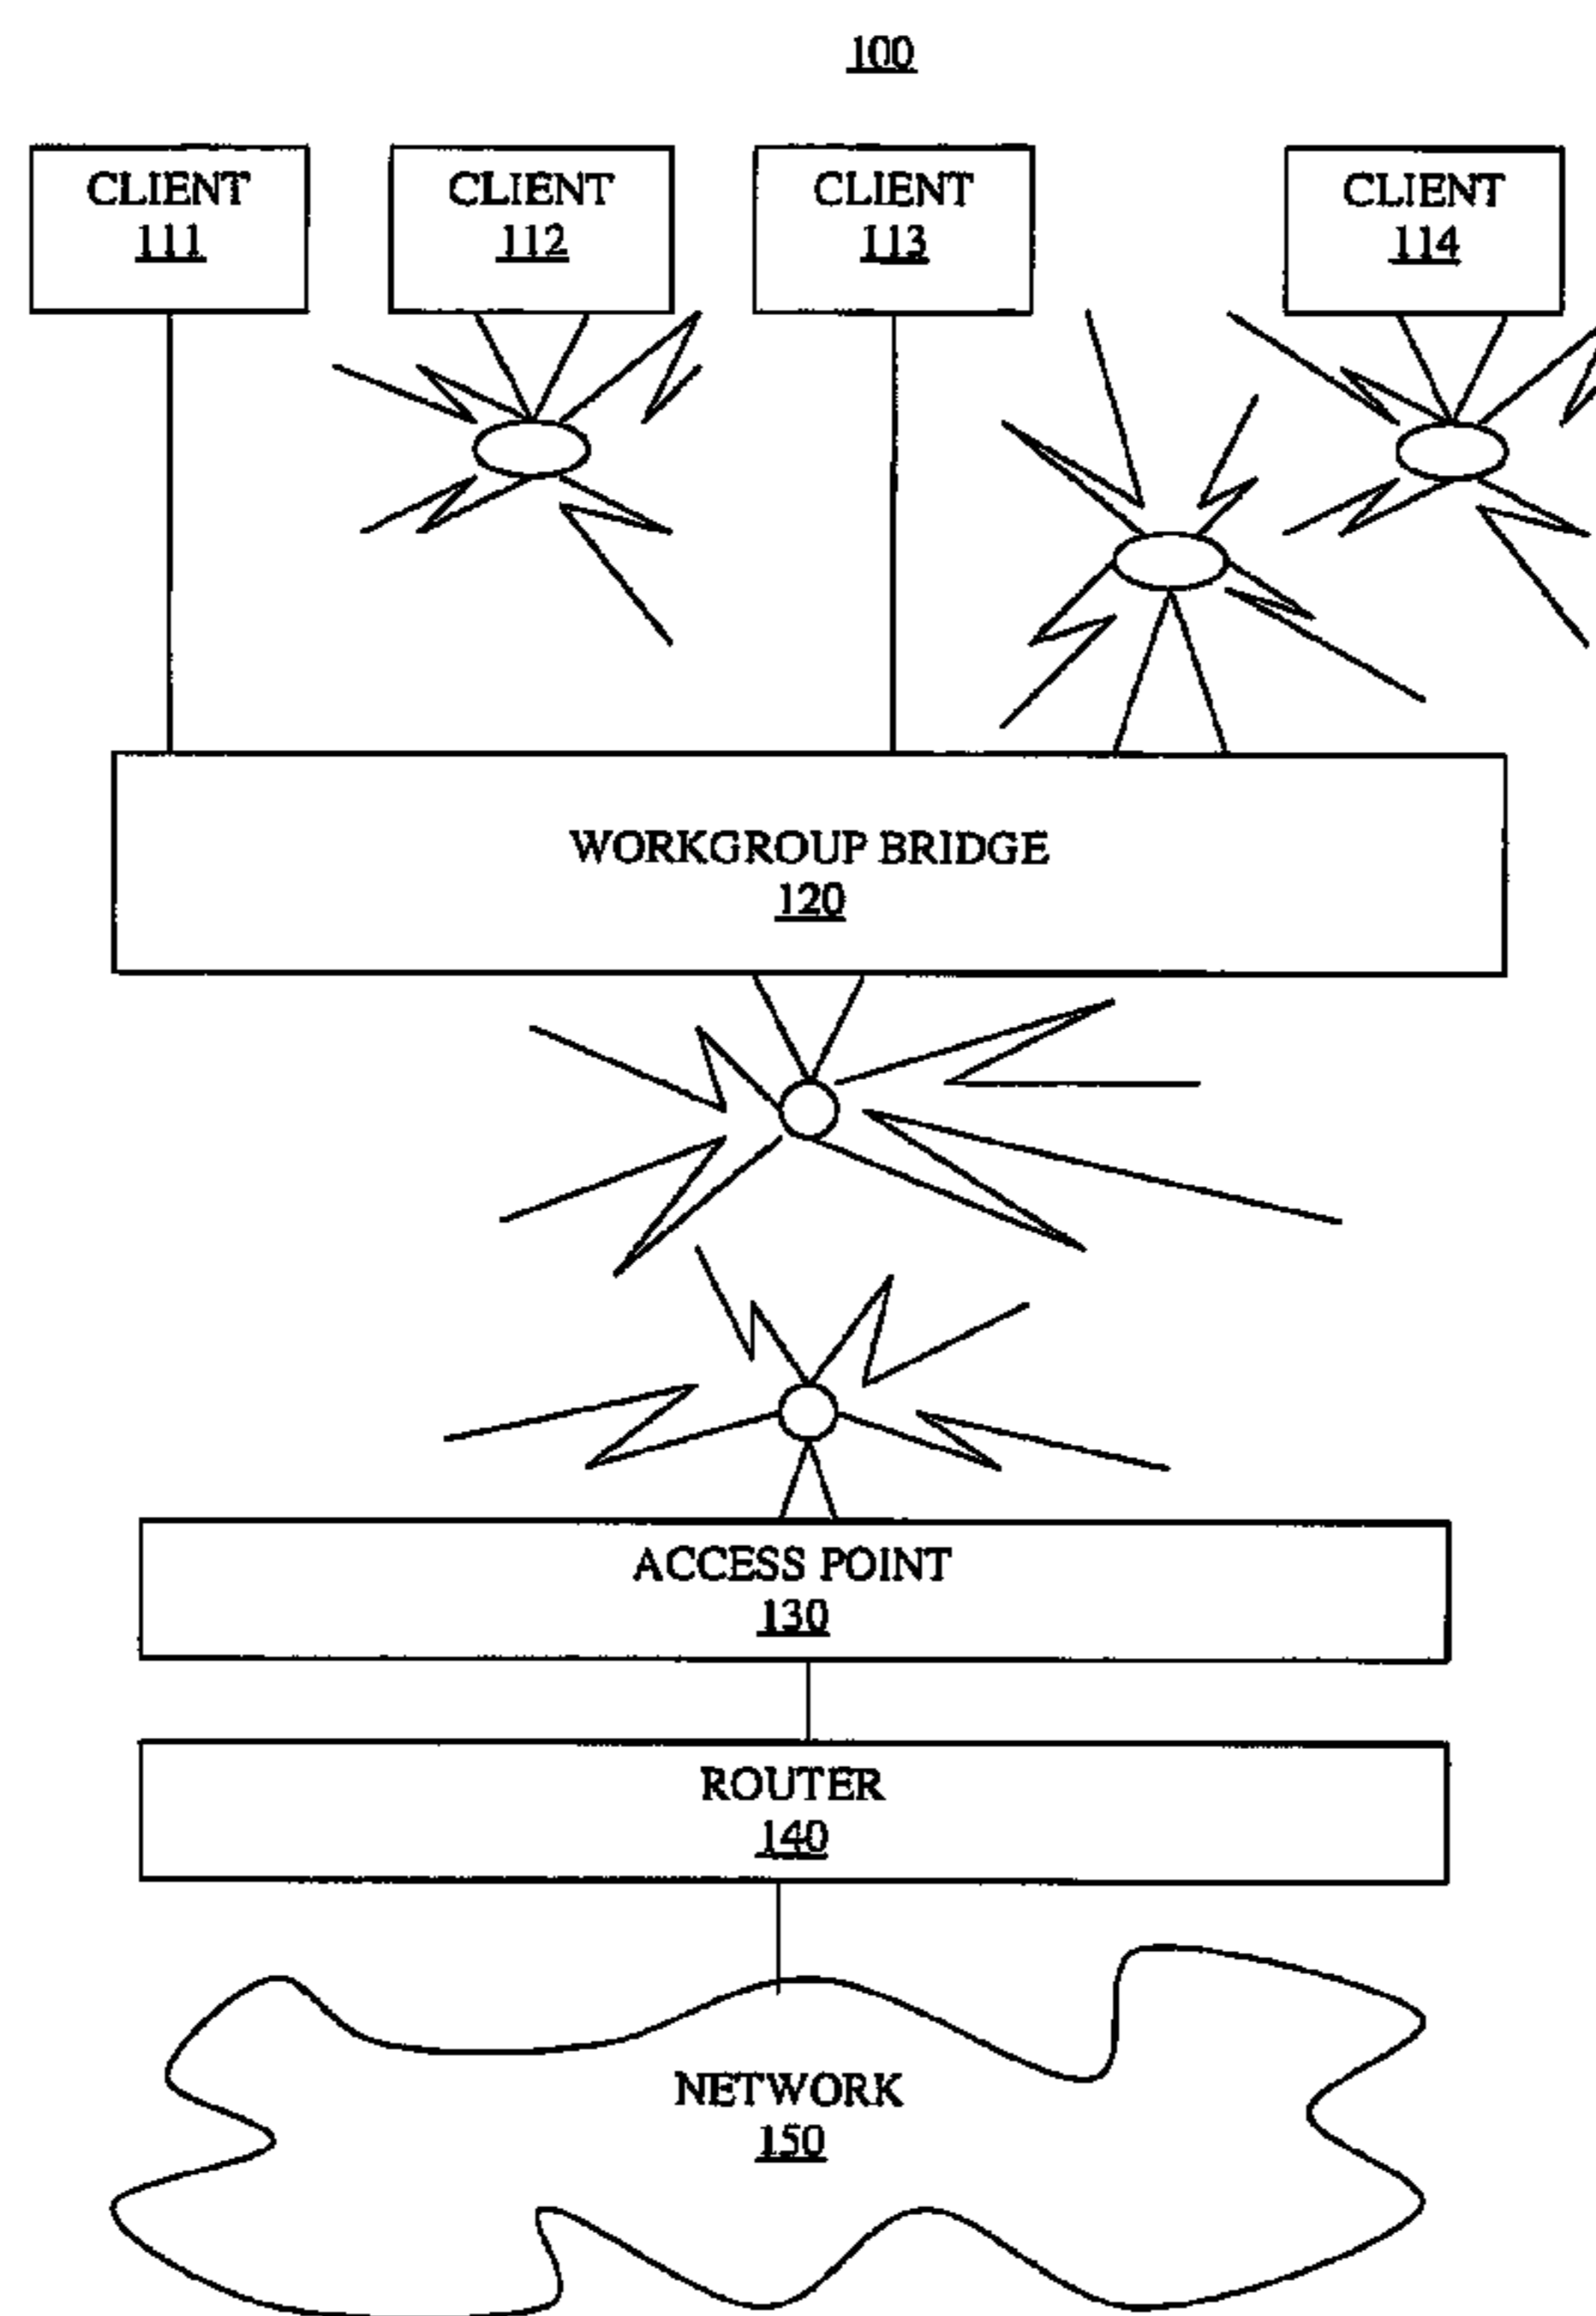 100
CLIENT
111
CLIENT
112
CLIENT
113
CLIENT
114
WORKGROUP BRIDGE
120
ACCESS POINT
130
ROUTER
140
NETWORK
150